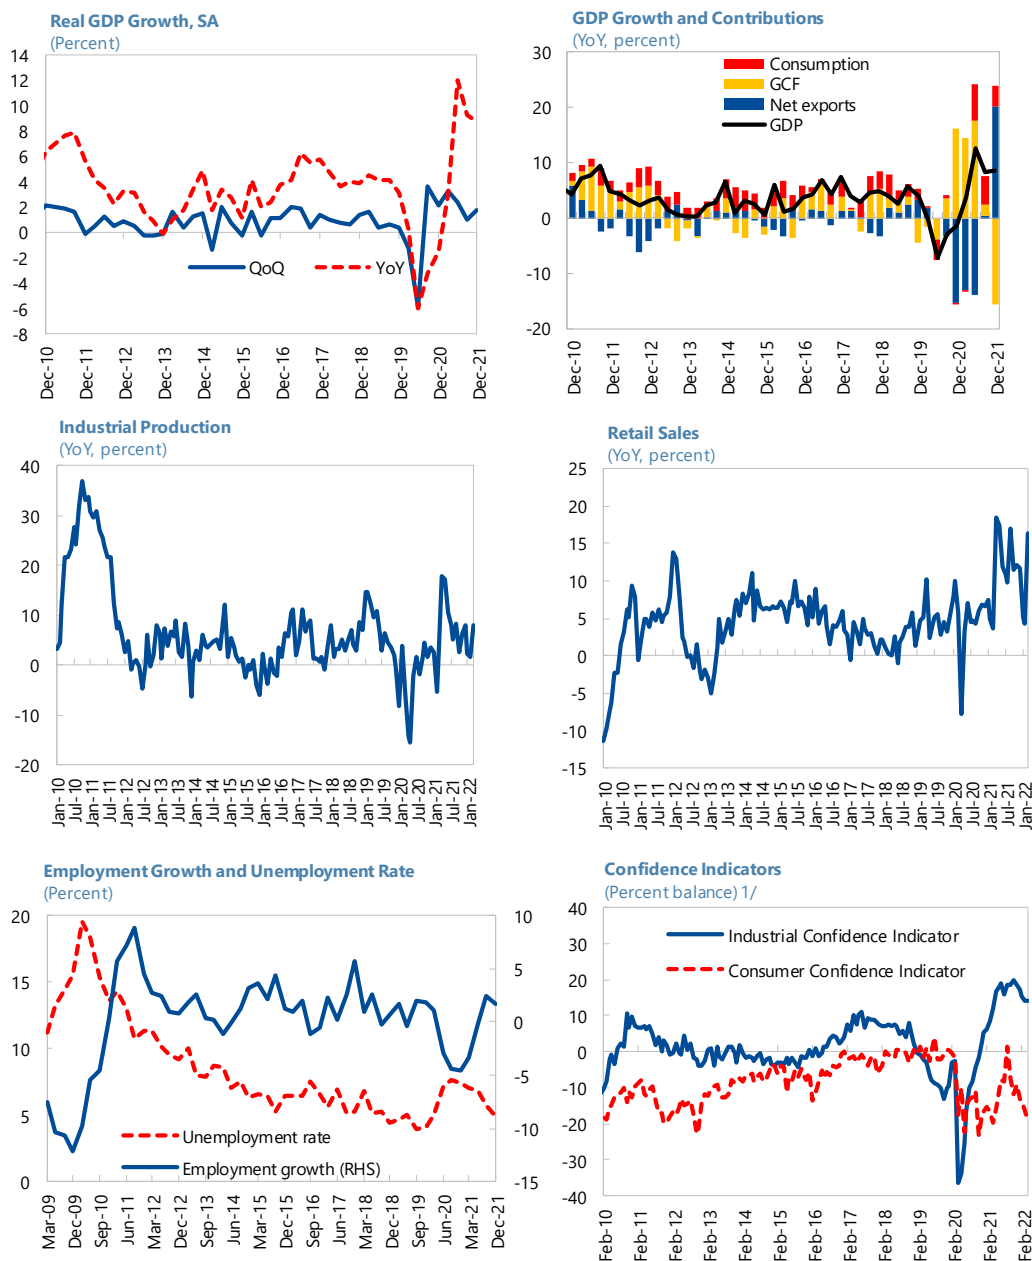 Real GDP Growth, SA
(Percent)
14
12
10
8
6
4
2
0
-2
-4
-6
-8
QoQ
YoY
Dec-10
Dec-11
Dec-12
Dec-13
Dec-14
Dec-15
Dec-16
Dec-17
Dec-18
Dec-19
Dec-20
Dec-21
GDP Growth and Contributions
(YoY, percent)
30
20
10
0
-10
-20
Consumption
GCF
Net exports
GDP
Dec-10
Dec-11
Dec-12
Dec-13
Dec-14
Dec-15
Dec-16
Dec-17
Dec-18
Dec-19
Dec-20
Dec-21
Industrial Production
(YoY, percent)
40
30
20
10
0
-10
-20
Jan-10
Jul-10
Jan-11
Jul-11
Jan-12
Jul-12
Jan-13
Jul-13
Jan-14
Jul-14
Jan-15
Jul-15
Jan-16
Jul-16
Jan-17
Jul-17
Jan-18
Jul-18
Jan-19
Jul-19
Jan-20
Jul-20
Jan-21
Jul-21
Jan-22
Retail Sales
(YoY, percent)
25
20
15
10
5
0
-5
-10
-15
Jan-10
Jul-10
Jan-11
Jul-11
Jan-12
Jul-12
Jan-13
Jul-13
Jan-14
Jul-14
Jan-15
Jul-15
Jan-16
Jul-16
Jan-17
Jul-17
Jan-18
Jul-18
Jan-19
Jul-19
Jan-20
Jul-20
Jan-21
Jul-21
Jan-22
Employment Growth and Unemployment Rate
(Percent)
20
15
10
5
0
10
5
0
-5
-10
-15
Unemployment rate
Employment growth (RHS)
Mar-09
Dec-09
Sep-10
Jun-11
Mar-12
Dec-12
Sep-13
Jun-14
Mar-15
Dec-15
Sep-16
Jun-17
Mar-18
Dec-18
Sep-19
Jun-20
Mar-21
Dec-21
Confidence Indicators
(Percent balance) 1/
40
30
20
10
0
-10
-20
-30
-40
Industrial Confidence Indicator
Consumer Confidence Indicator
Feb-10
Feb-11
Feb-12
Feb-13
Feb-14
Feb-15
Feb-16
Feb-17
Feb-18
Feb-19
Feb-20
Feb-21
Feb-22